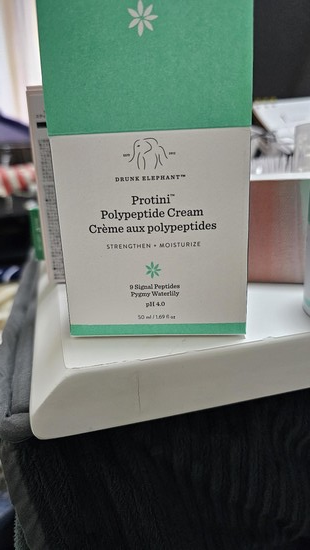 DRUNK ELEPHANT™
Protini™
Polypeptide Cream
Crème aux polypeptides
STRENGTHEN + MOISTURIZE
9 Signal Peptides
Pygmy Waterlily
pH 4.0
50 ml / 1.69 fl oz